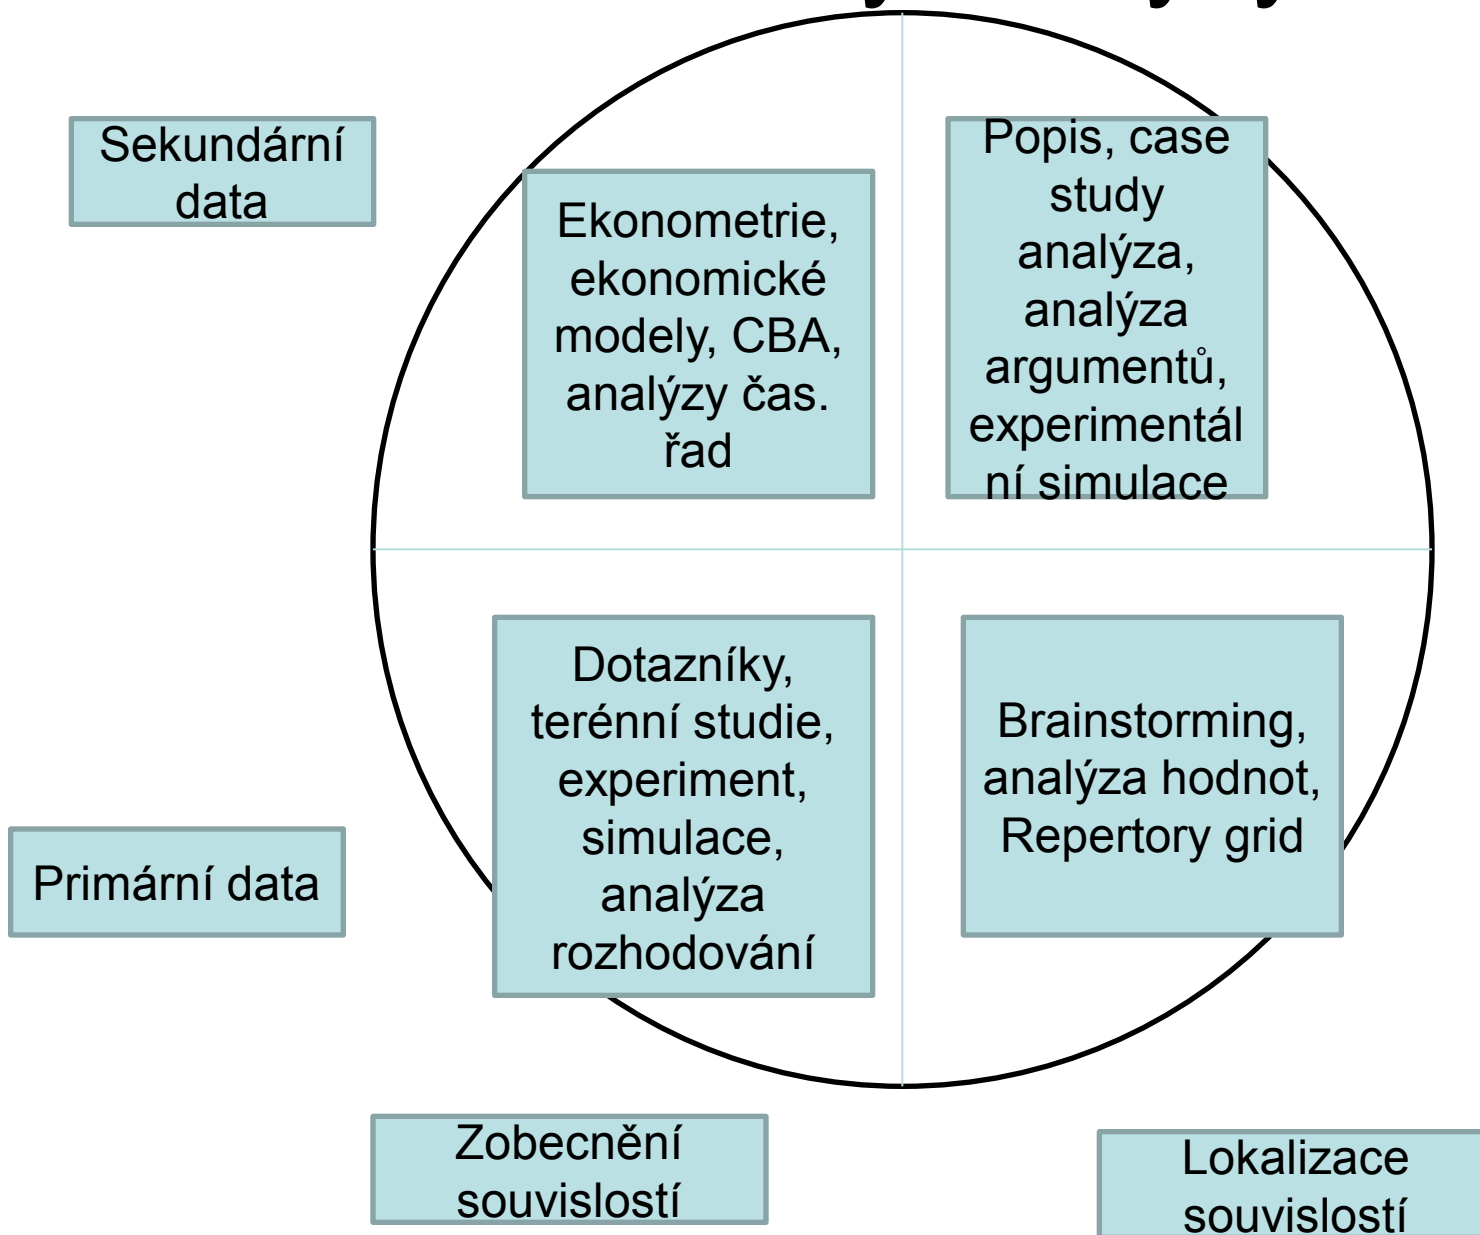 Sekundární
data
Ekonometrie,
ekonomické
modely, CBA,
analýzy čas.
řad
Popis, case
study
analýza,
analýza
argumentů,
experimentál
ní simulace
Primární data
Dotazníky,
terénní studie,
experiment,
simulace,
analýza
rozhodování
Brainstorming,
analýza hodnot,
Repertory grid
Zobecnění
souvislostí
Lokalizace
souvislostí